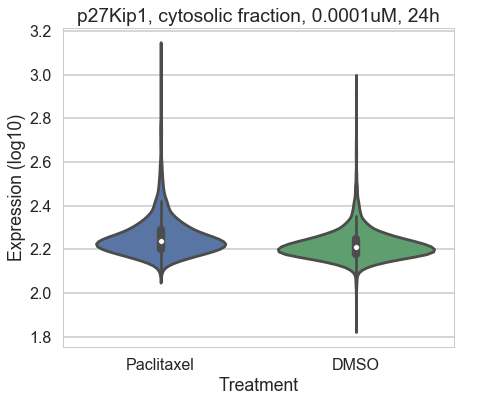 p27Kip1, cytosolic fraction, 0.0001uM, 24h
3.2
3.0
2.8
2.6
2.4
2.2
2.0
1.8
Expression (log10)
Paclitaxel
DMSO
Treatment